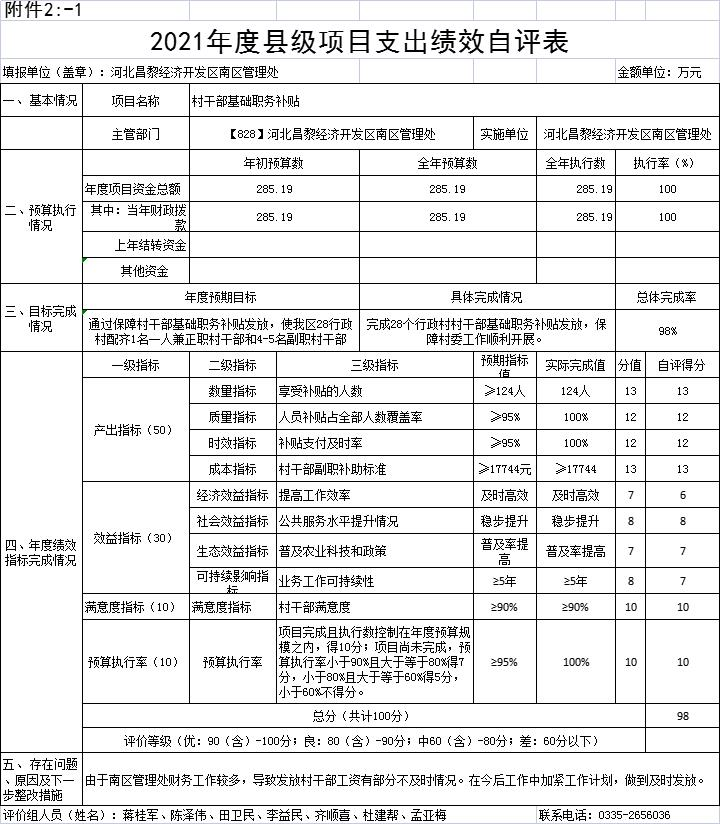 附件2:-1
2021年度县级项目支出绩效自评表
填报单位（盖章）：河北昌黎经济开发区南区管理处 金额单位：万元
一、基本情况 项目名称 村干部基础职务补贴
主管部门 【828】河北昌黎经济开发区南区管理处 实施单位 河北昌黎经济开发区南区管理处
二、预算执行情况
年初预算数 全年预算数 全年执行数 执行率（%）
年度项目资金总额 285.19 285.19 285.19 100
其中：当年财政拨款 285.19 285.19 285.19 100
上年结转资金
其他资金
三、目标完成情况
年度预期目标 具体完成情况 总体完成率
通过保障村干部基础职务补贴发放，使我区28行政
村配齐1名一人兼正职村干部和4-5名副职村干部
完成28个行政村村干部基础职务补贴发放，保
障村委工作顺利开展。
98%
四、年度绩效
指标完成情况
一级指标 二级指标 三级指标 预期指标值 实际完成值 分值 自评得分
产出指标（50）
数量指标 享受补贴的人数 ≥124人 124人 13 13
质量指标 人员补贴占全部人数覆盖率 ≥95% 100% 12 12
时效指标 补贴支付及时率 ≥95% 100% 12 12
成本指标 村干部副职补助标准 ≥17744元 ≥17744 13 13
效益指标（30）
经济效益指标 提高工作效率 及时高效 及时高效 7 6
社会效益指标 公共服务水平提升情况 稳步提升 稳步提升 8 8
生态效益指标 普及农业科技和政策 普及率提高 普及率提高 7 7
可持续影响指标 业务工作可持续性 ≥5年 ≥5年 8 7
满意度指标（10） 满意度指标 村干部满意度 ≥90% ≥90% 10 10
预算执行率（10） 预算执行率
项目完成且执行数控制在年度预算规
模之内，得10分；项目尚未完成，预
算执行率小于90%且大于等于80%得7
分，小于80%且大于等于60%得5分，
小于60%不得分。
≥95% 100% 10 10
总分（共计100分） 98
评价等级（优：90（含）-100分；良：80（含）-90分；中60（含）-80分；差：60分以下）
五、存在问题
、原因及下一
步整改措施
由于南区管理处财务工作较多，导致发放村干部工资有部分不及时情况。在今后工作中加紧工作计划，做到及时发放。
评价组人员（姓名）：蒋桂军、陈泽伟、田卫民、李益民、齐顺喜、杜建帮、孟亚梅 联系电话：0335-2656036